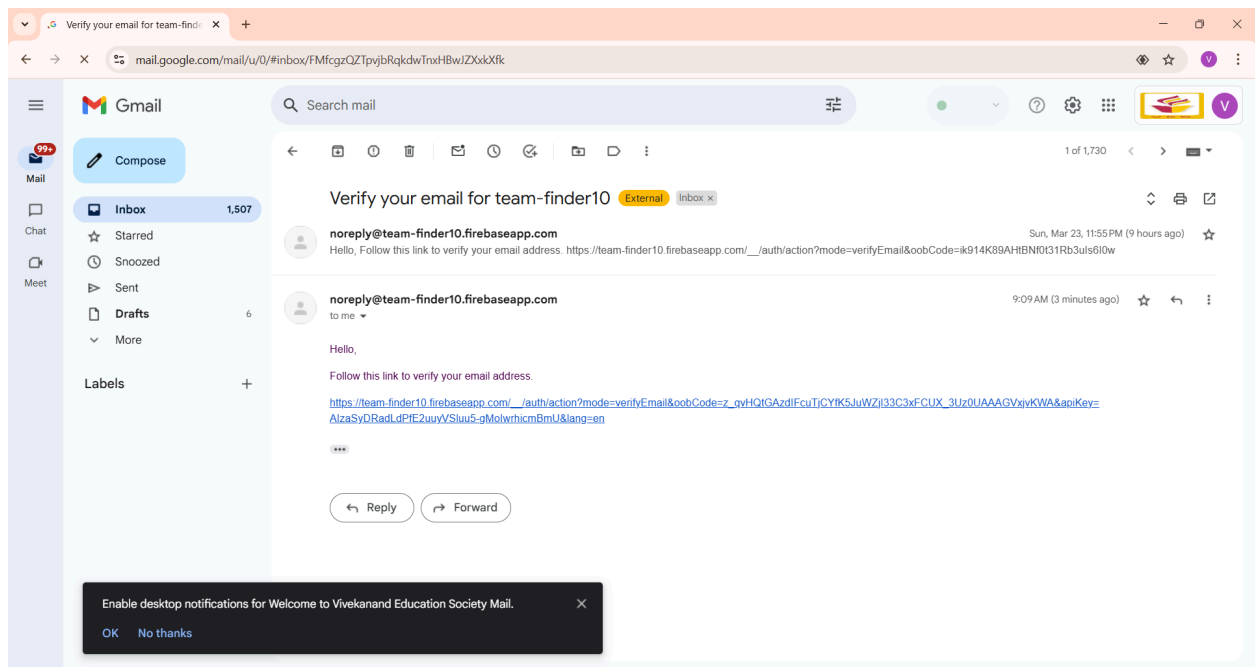 Verify your email for team-finde
mail.google.com/mail/u/0/#inbox/FMfcgzQZTpvjbRqkdwTnxHBwJZXxkXfk
V
Gmail
Search mail
V
99+
Mail
Compose
1 of 1,730
Verify your email for team-finder10 External Inbox ×
Inbox 1,507
Chat
Starred
noreply@team-finder10.firebaseapp.com Sun, Mar 23, 11:55 PM (9 hours ago)
Hello, Follow this link to verify your email address. https://team-finder10.firebaseapp.com/__/auth/action?mode=verifyEmail&oobCode=ik914K89AHtBNf0t31Rb3uIs6I0w
Snoozed
Meet
Sent
noreply@team-finder10.firebaseapp.com 9:09 AM (3 minutes ago)
to me
Drafts 6
More
Hello,
Follow this link to verify your email address.
Labels
https://team-finder10.firebaseapp.com/__/auth/action?mode=verifyEmail&oobCode=z_qvHQtGAzdIFcuTjCYfK5JuWZjI33C3xFCUX_3Uz0UAAAGVxjvKWA&apiKey=
AIzaSyDRadLdPfE2uuyVSluu5-gMolwrhicmBmU&lang=en
Reply Forward
Enable desktop notifications for Welcome to Vivekanand Education Society Mail.
OK No thanks